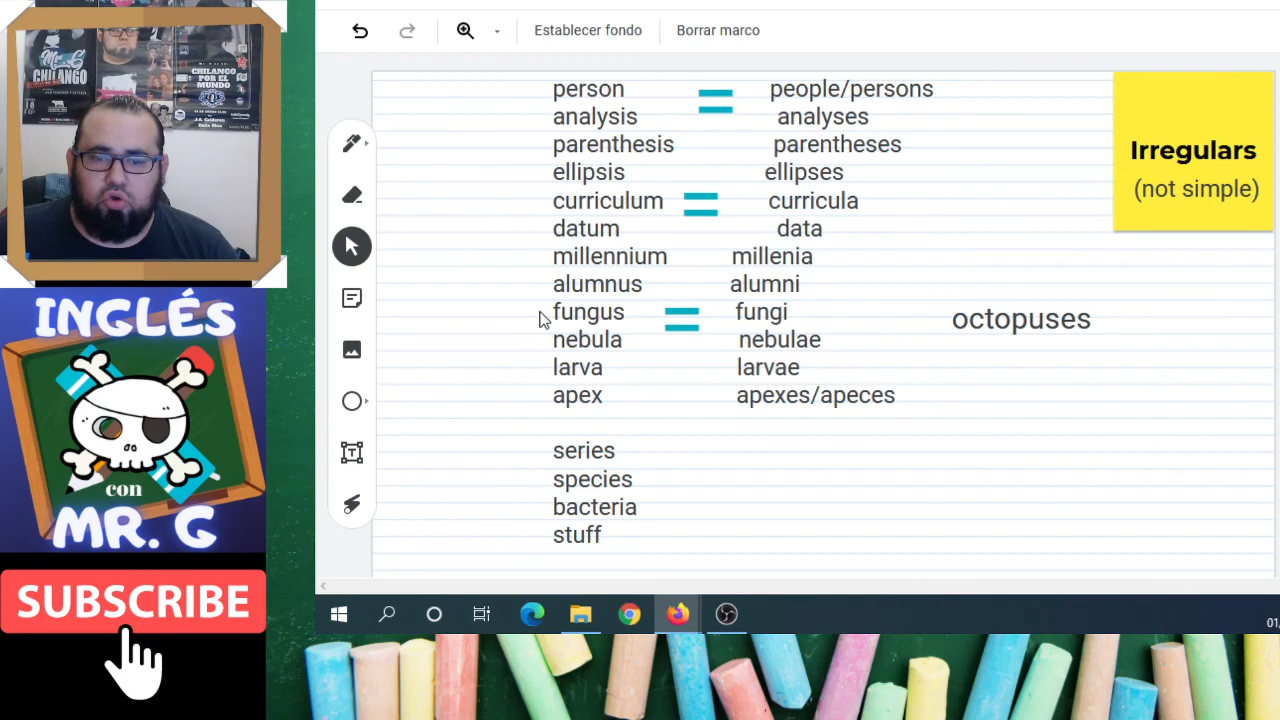 Mr. G
CHILANGO
CHILANGO
POR EL
MUNDO
INGLÉS
con
MR. G
SUBSCRIBE
Establecer fondo
Borrar marco
person = people/persons
analysis analyses
parenthesis parentheses
ellipsis ellipses
curriculum = curricula
datum data
millennium millenia
alumnus alumni
fungus = fungi
nebula nebulae
larva larvae
apex apexes/apeces
series
species
bacteria
stuff
octopuses
Irregulars
(not simple)
01,